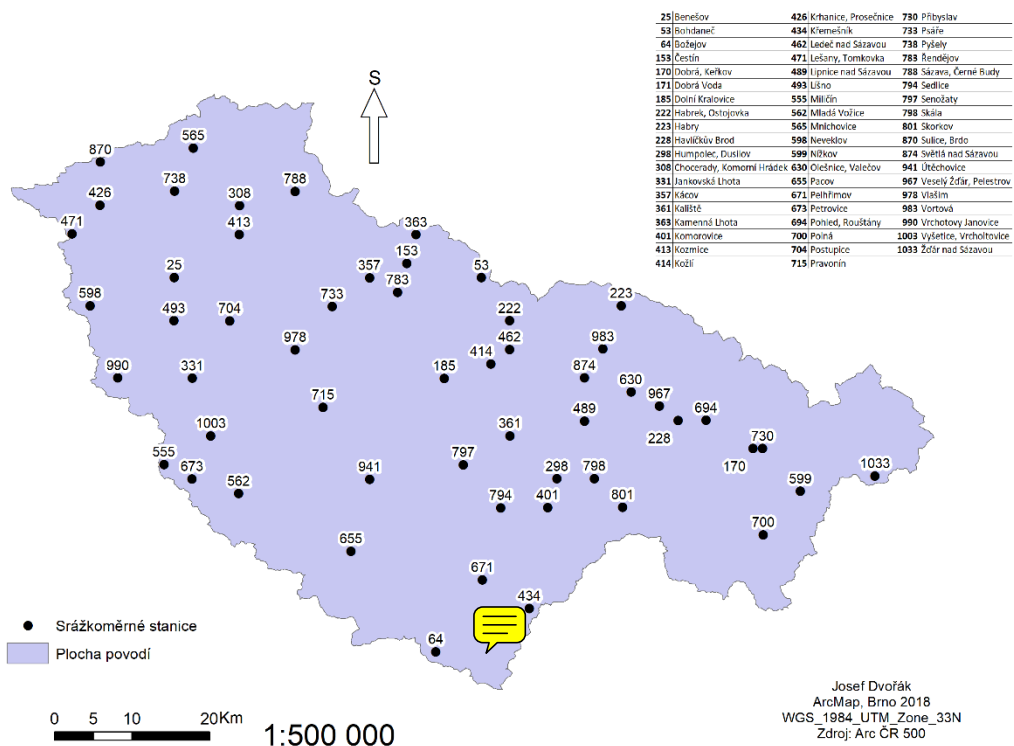 25 Benešov 426 Krhanice, Prosečnice 730 Přibyslav
53 Bohdaneč 434 Křemešník 733 Psáře
64 Božejov 462 Ledeč nad Sázavou 738 Pyšely
153 Čestín 471 Lešany, Tomkovka 783 Řendějov
170 Dobrá, Keřkov 489 Lipnice nad Sázavou 788 Sázava, Černé Budy
171 Dobrá Voda 493 Lišno 794 Sedlice
185 Dolní Kralovice 555 Miličín 797 Senožaty
222 Habrek, Ostojovka 562 Mladá Vožice 798 Skála
223 Habry 565 Mnichovice 801 Skorkov
228 Havlíčkův Brod 598 Neveklov 870 Sulice, Brdo
298 Humpolec, Dusilov 599 Nížkov 874 Světlá nad Sázavou
308 Chocerady, Komorní Hrádek 630 Olešnice, Valečov 941 Útěchovice
331 Jankovská Lhota 655 Pacov 967 Veselý Žďár, Pelestrov
357 Kácov 671 Pelhřimov 978 Vlašim
361 Kaliště 673 Petrovice 983 Vortová
363 Kamenná Lhota 694 Pohled, Rouštány 990 Vrchotovy Janovice
401 Komorovice 700 Polná 1003 Vyšetice, Vrcholtovice
413 Kozmice 704 Postupice 1033 Žďár nad Sázavou
414 Kožlí 715 Pravonín
S
565
870
738
788
426
308
471
413
363
153
25
357
53
783
598
733
223
493
704
222
978
462
983
414
990
331
185
874
630
715
967
489
694
228
1003
361
730
555
797
170
673
941
298
798
1033
562
599
794
401
801
700
655
671
434
64
Srážkoměrné stanice
Plocha povodí
0 5 10 20Km
1:500 000
Josef Dvořák
ArcMap, Brno 2018
WGS_1984_UTM_Zone_33N
Zdroj: Arc ČR 500